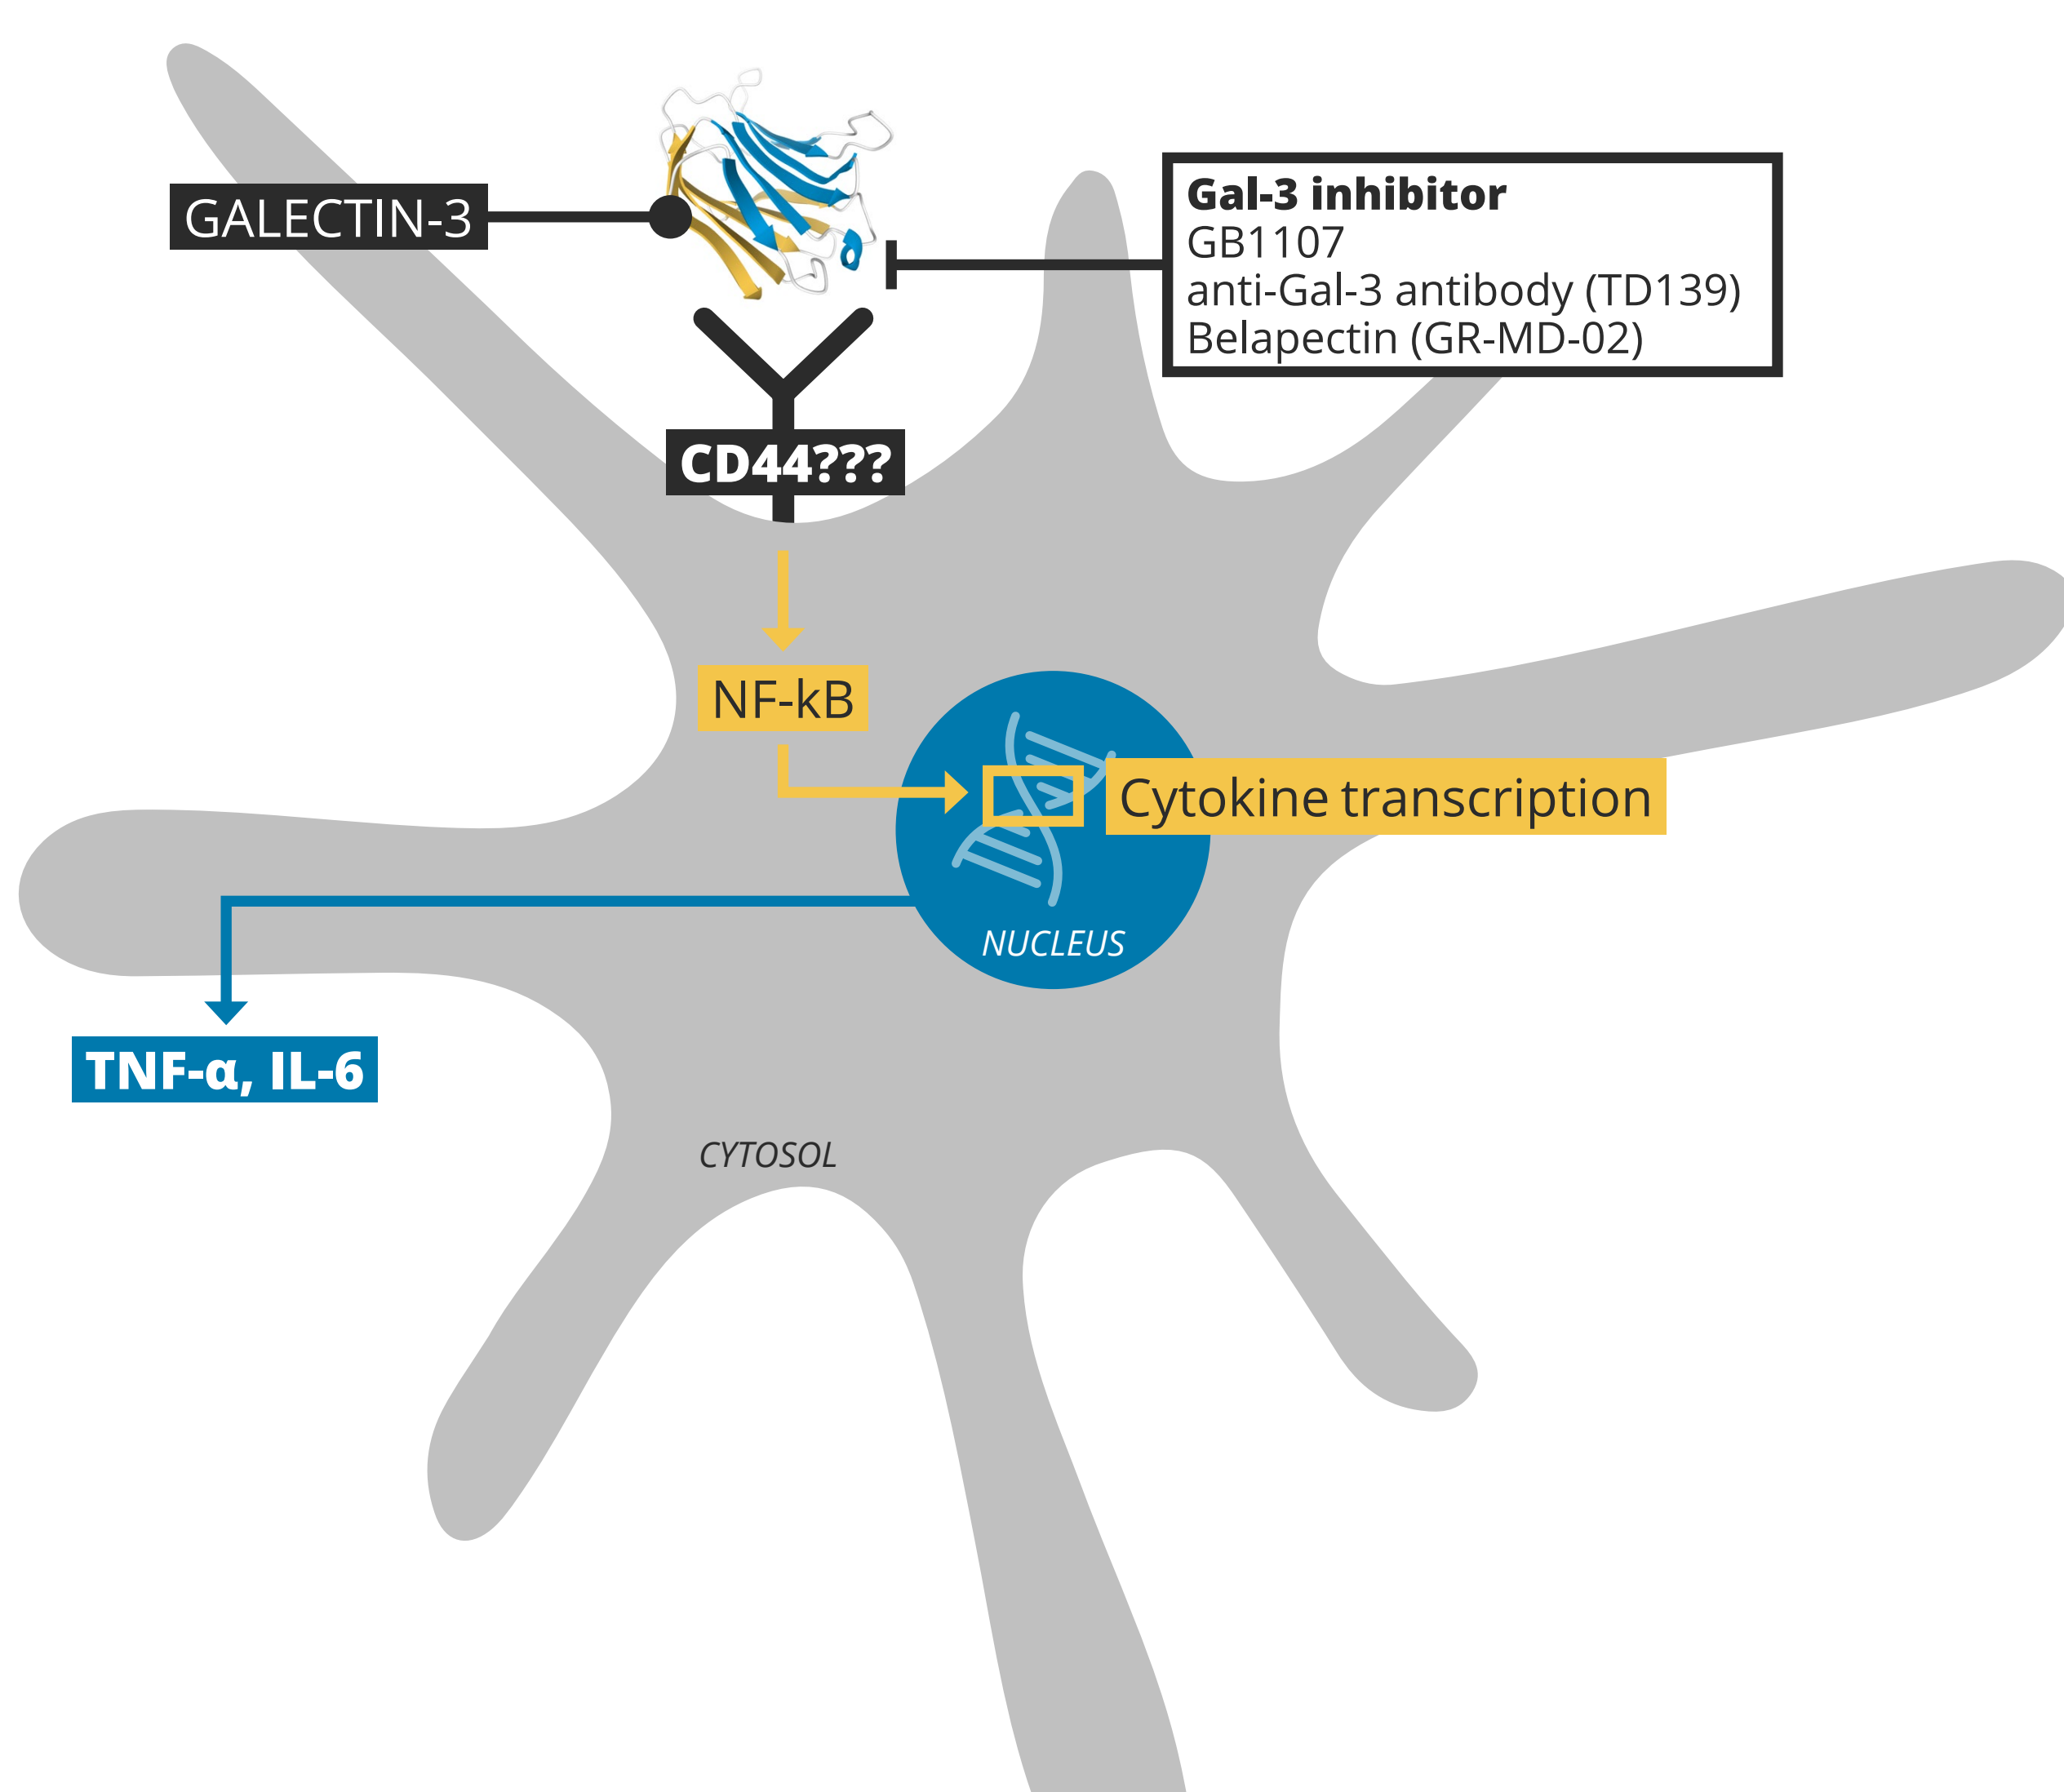 GALECTIN-3
Gal-3 inhibitor
GB1107
anti-Gal-3 antibody (TD139)
Belapectin (GR-MD-02)
CD44???
NF-kB
Cytokine transcription
NUCLEUS
TNF-α, IL-6
CYTOSOL